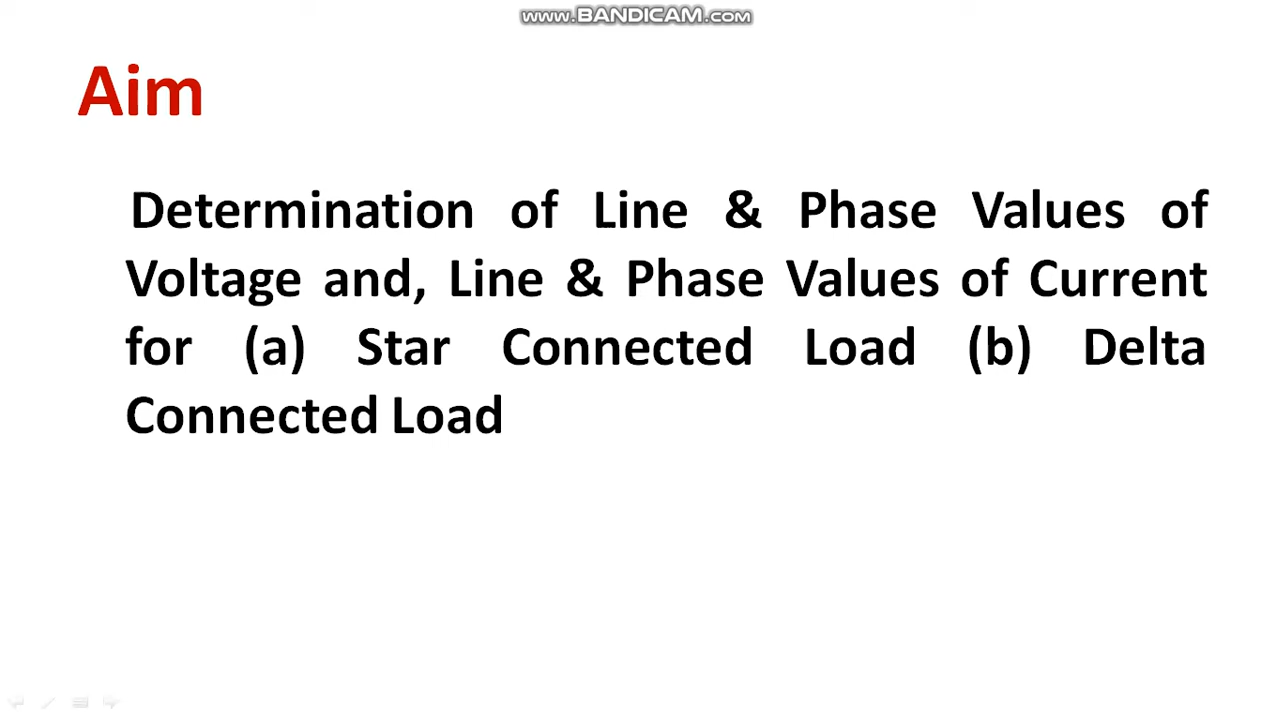 www.BANDICAM.com
Aim
Determination of Line & Phase Values of
Voltage and, Line & Phase Values of Current
for (a) Star Connected Load (b) Delta
Connected Load